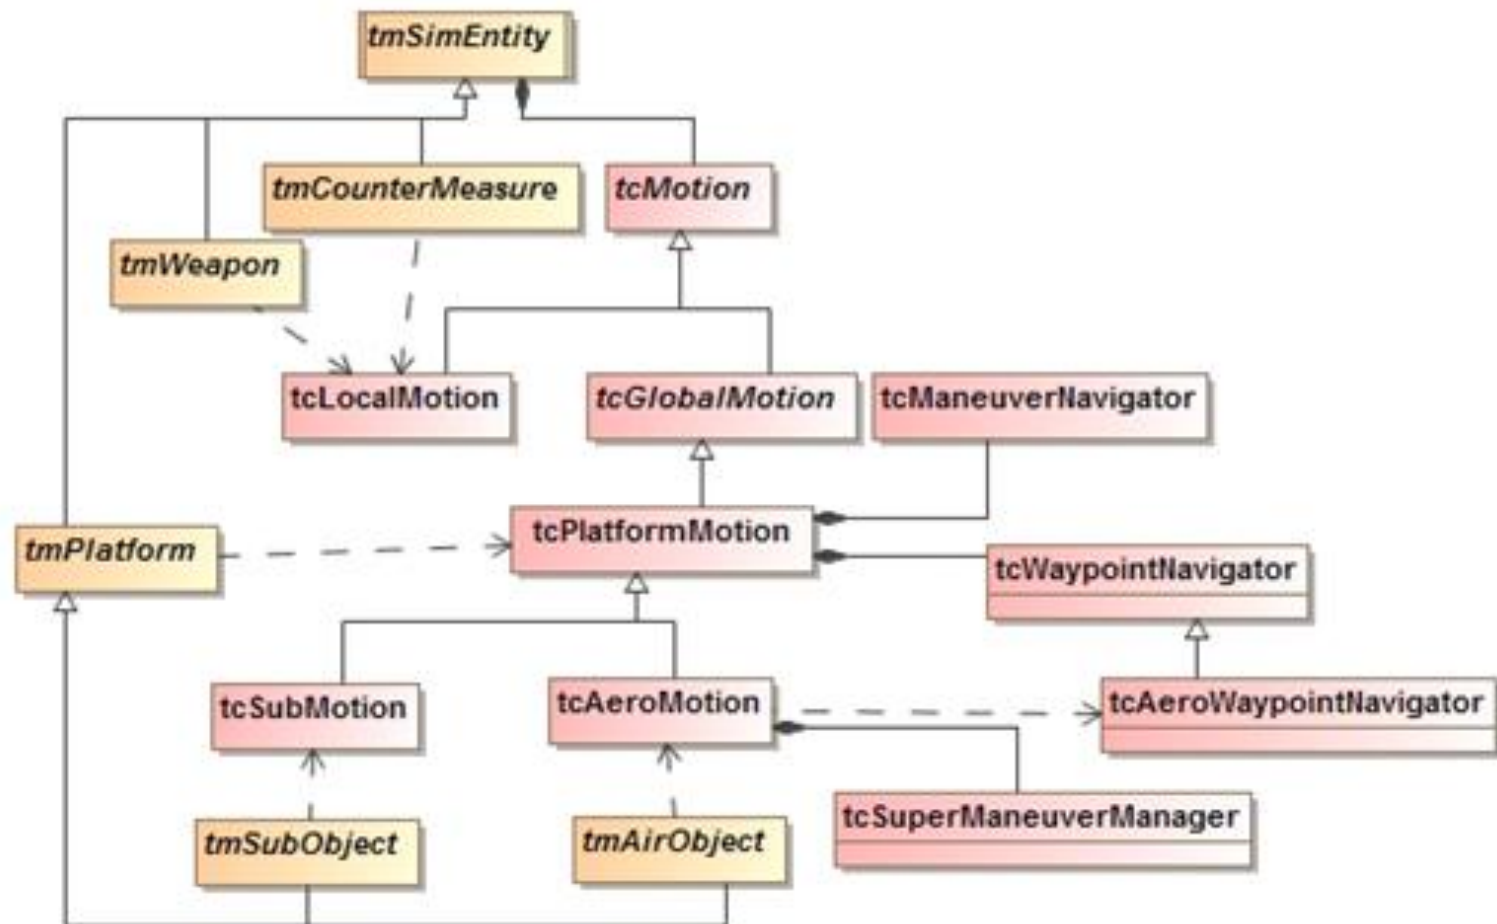 tmSimEntity
tmCounterMeasure
tcMotion
tmWeapon
tcLocalMotion
tcGlobalMotion
tcManeuverNavigator
tcPlatformMotion
tmPlatform
tcWaypointNavigator
tcSubMotion
tcAeroMotion
tcAeroWaypointNavigator
tcSuperManeuverManager
tmSubObject
tmAirObject